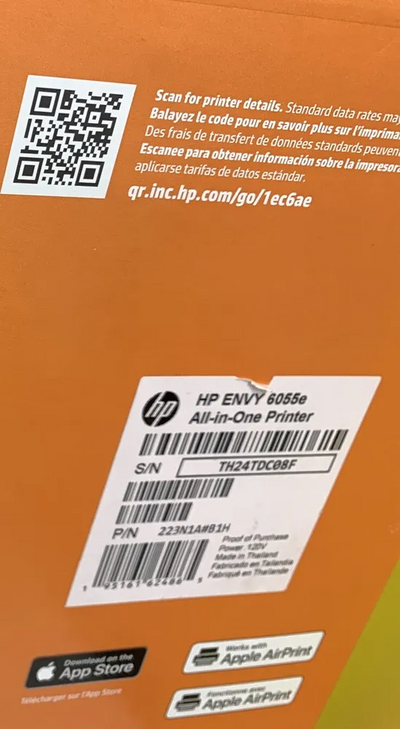 Scan for printer details. Standard data rates may
Balayez le code pour en savoir plus sur l'imprima
Des frais de transfert de données standards peuvent
Escanee para obtener información sobre la impresora
aplicarse tarifas de datos estándar.
qr.inc.hp.com/go/1ec6ae
hp
HP ENVY 6055e
All-in-One Printer
S/N TH24TDC08F
P/N 223N1A#B1H
Proof of Purchase
Power: 120V
Made in Thailand
Fabricado en Tailandia
Fabriqué en Thaïlande
Download on the
App Store
Télécharger sur l'App Store
Works with
Apple AirPrint
Fonctionne avec
Apple AirPrint